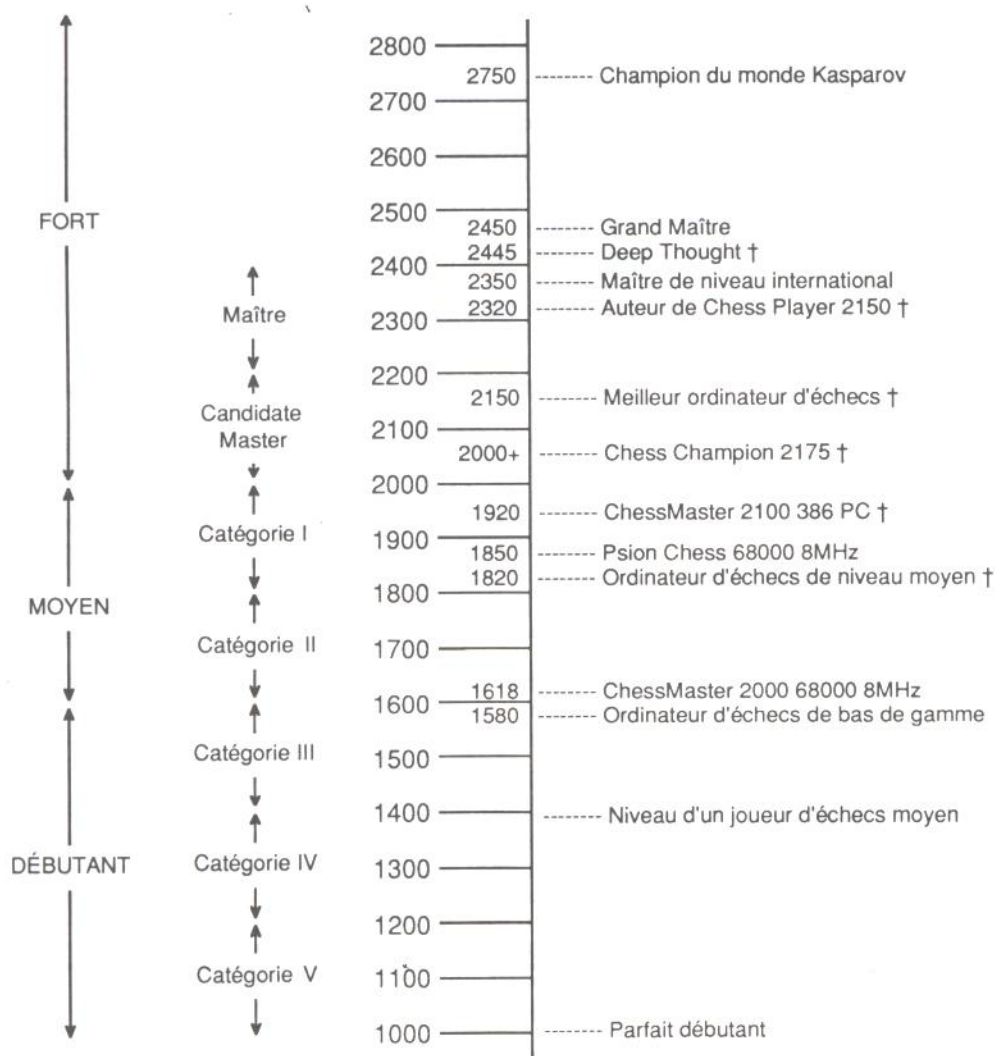 2800
2750 Champion du monde Kasparov
2700
2600
2500
FORT
2450 Grand Maître
2445 Deep Thought †
2400
2350 Maître de niveau international
Maître
2320 Auteur de Chess Player 2150 †
2300
2200
2150 Meilleur ordinateur d'échecs †
Candidate
Master
2100
2000+ Chess Champion 2175 †
2000
1920 ChessMaster 2100 386 PC †
Catégorie I
1900
1850 Psion Chess 68000 8MHz
1820 Ordinateur d'échecs de niveau moyen †
1800
MOYEN
Catégorie II
1700
1618 ChessMaster 2000 68000 8MHz
1600
1580 Ordinateur d'échecs de bas de gamme
Catégorie III
1500
1400 Niveau d'un joueur d'échecs moyen
DÉBUTANT
Catégorie IV
1300
1200
Catégorie V
1100
1000 Parfait débutant